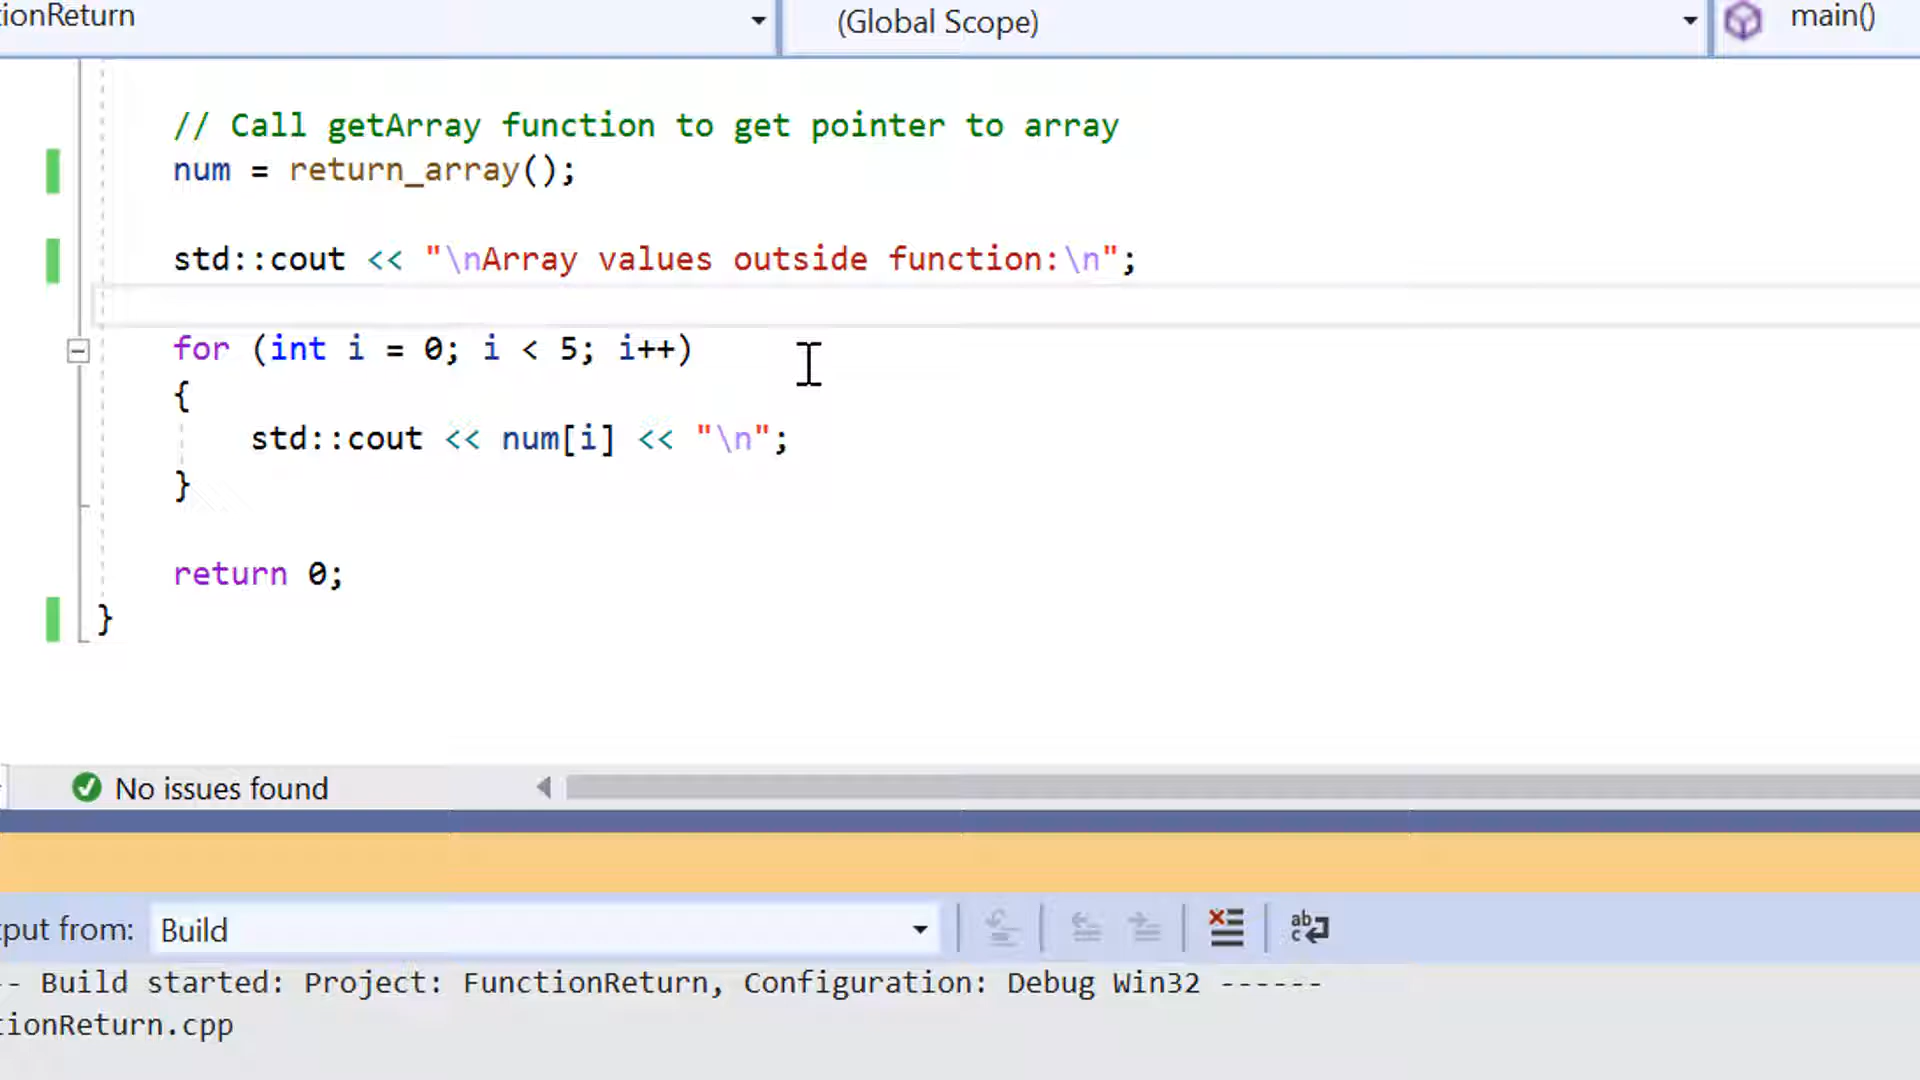 ionReturn
(Global Scope)
main()
// Call getArray function to get pointer to array
num = return_array();
std::cout << "\nArray values outside function:\n";
for (int i = 0; i < 5; i++)
{
std::cout << num[i] << "\n";
}
return 0;
}
No issues found
put from: Build
-- Build started: Project: FunctionReturn, Configuration: Debug Win32 ------
tionReturn.cpp